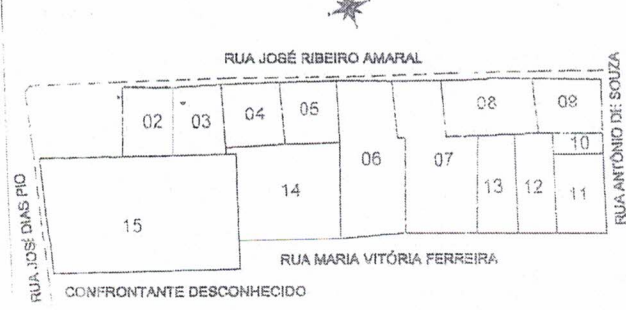 RUA JOSÉ RIBEIRO AMARAL
RUA ANTÔNIO DE SOUZA
02
03
04
05
06
07
08
09
10
11
12
13
14
15
RUA JOSÉ DIAS PIO
RUA MARIA VITÓRIA FERREIRA
CONFRONTANTE DESCONHECIDO